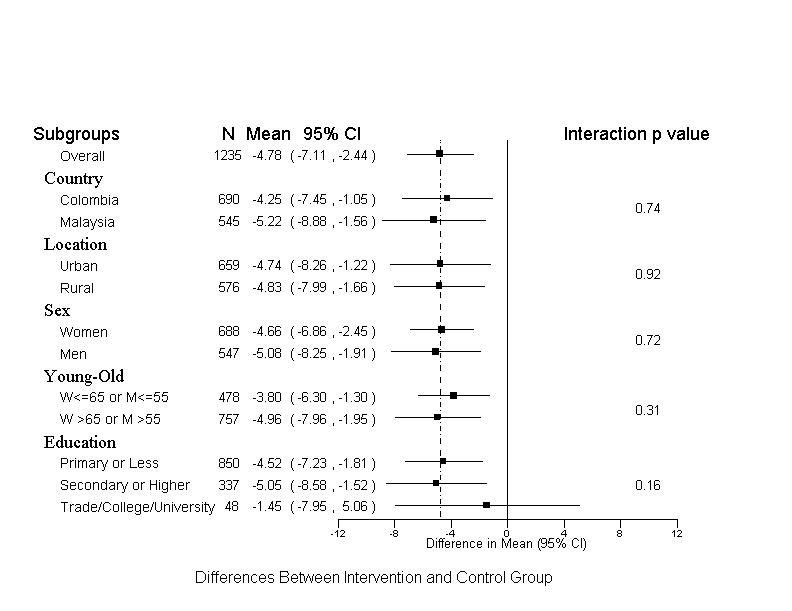 Subgroups N Mean 95% CI Interaction p value
Overall 1235 -4.78 (-7.11 , -2.44 )
Country
Colombia 690 -4.25 (-7.45 , -1.05 )
0.74
Malaysia 545 -5.22 (-8.88 , -1.56 )
Location
Urban 659 -4.74 (-8.26 , -1.22 )
0.92
Rural 576 -4.83 (-7.99 , -1.66 )
Sex
Women 688 -4.66 (-6.86 , -2.45 )
0.72
Men 547 -5.08 (-8.25 , -1.91 )
Young-Old
W<=65 or M<=55 478 -3.80 (-6.30 , -1.30 )
0.31
W >65 or M >55 757 -4.96 (-7.96 , -1.95 )
Education
Primary or Less 850 -4.52 (-7.23 , -1.81 )
Secondary or Higher 337 -5.05 (-8.58 , -1.52 ) 0.16
Trade/College/University 48 -1.45 (-7.95 , 5.06 )
-12 -8 -4 0 4 8 12
Difference in Mean (95% CI)
Differences Between Intervention and Control Group